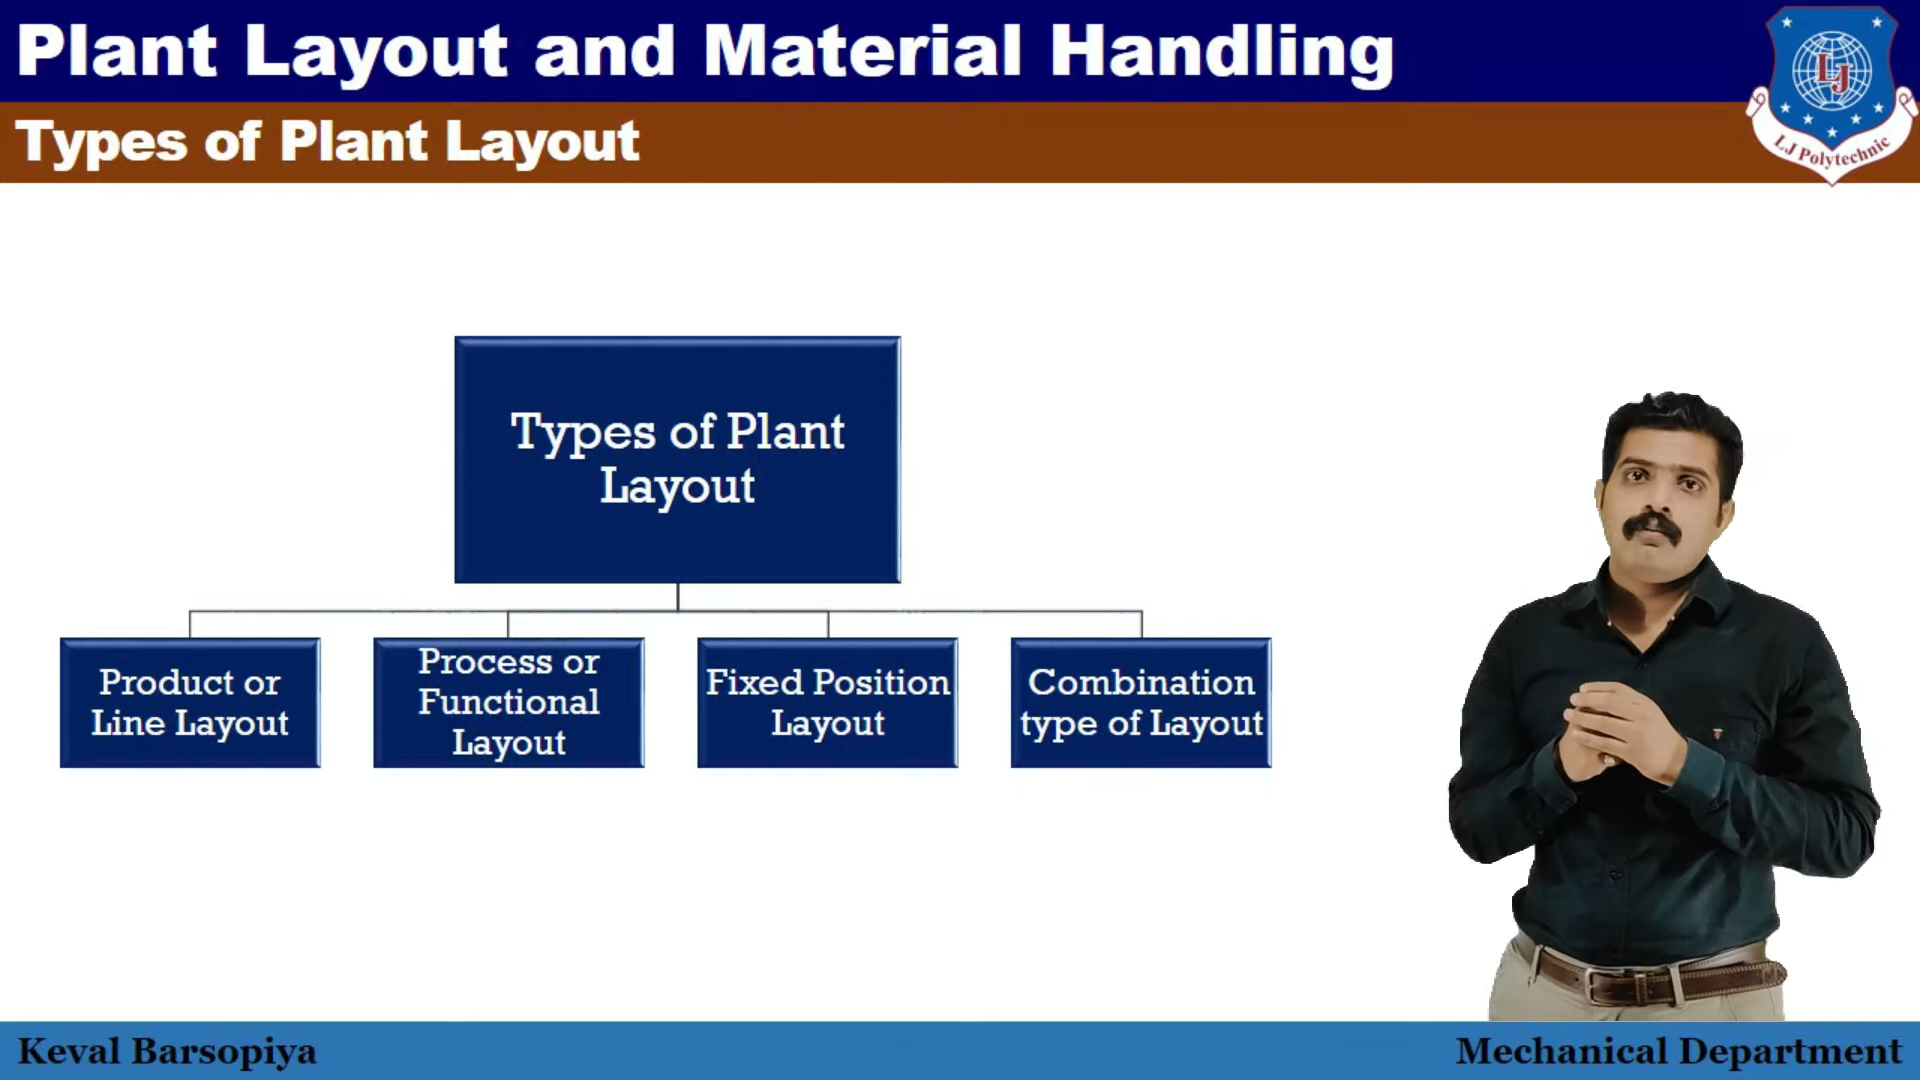 Plant Layout and Material Handling
Types of Plant Layout
LJ
LJ Polytechnic
Types of Plant
Layout
Product or
Line Layout
Process or
Functional
Layout
Fixed Position
Layout
Combination
type of Layout
Keval Barsopiya
Mechanical Department